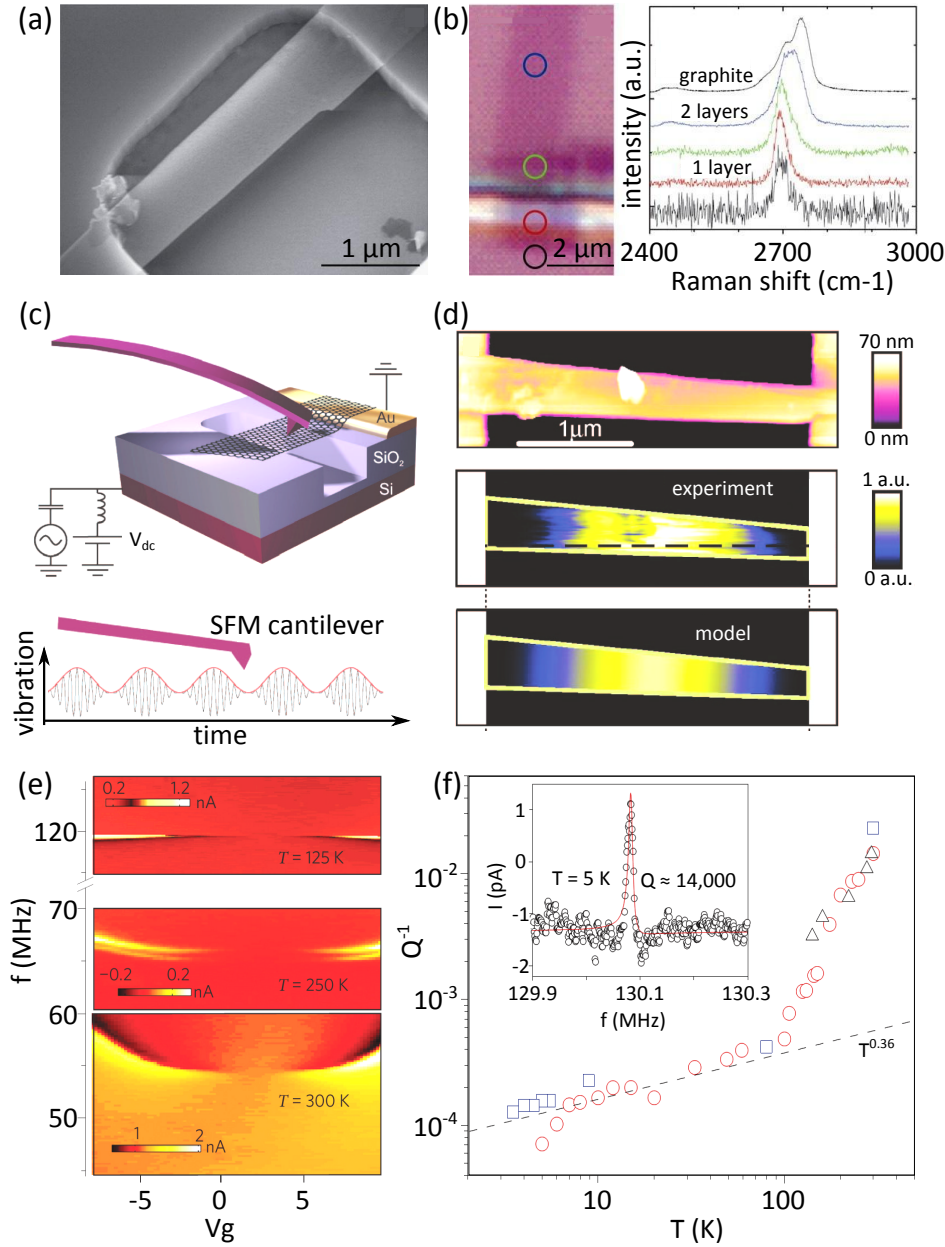 (a)
1 μm
(b)
2 μm
intensity (a.u.)
graphite
2 layers
1 layer
2400 2700 3000
Raman shift (cm-1)
(c)
Au
SiO2
Si
Vdc
SFM cantilever
vibration
time
(d)
1μm
70 nm
0 nm
experiment
1 a.u.
0 a.u.
model
(e)
f (MHz)
0.2 1.2
nA
120
T = 125 K
70
−0.2 0.2
nA
T = 250 K
60
T = 300 K
50
1 2
nA
-5 0 5
Vg
(f)
Q-1
10-2
10-3
10-4
I (pA)
1
0
-1
-2
T = 5 K Q ≈ 14,000
129.9 130.1 130.3
f (MHz)
T0.36
10 100
T (K)